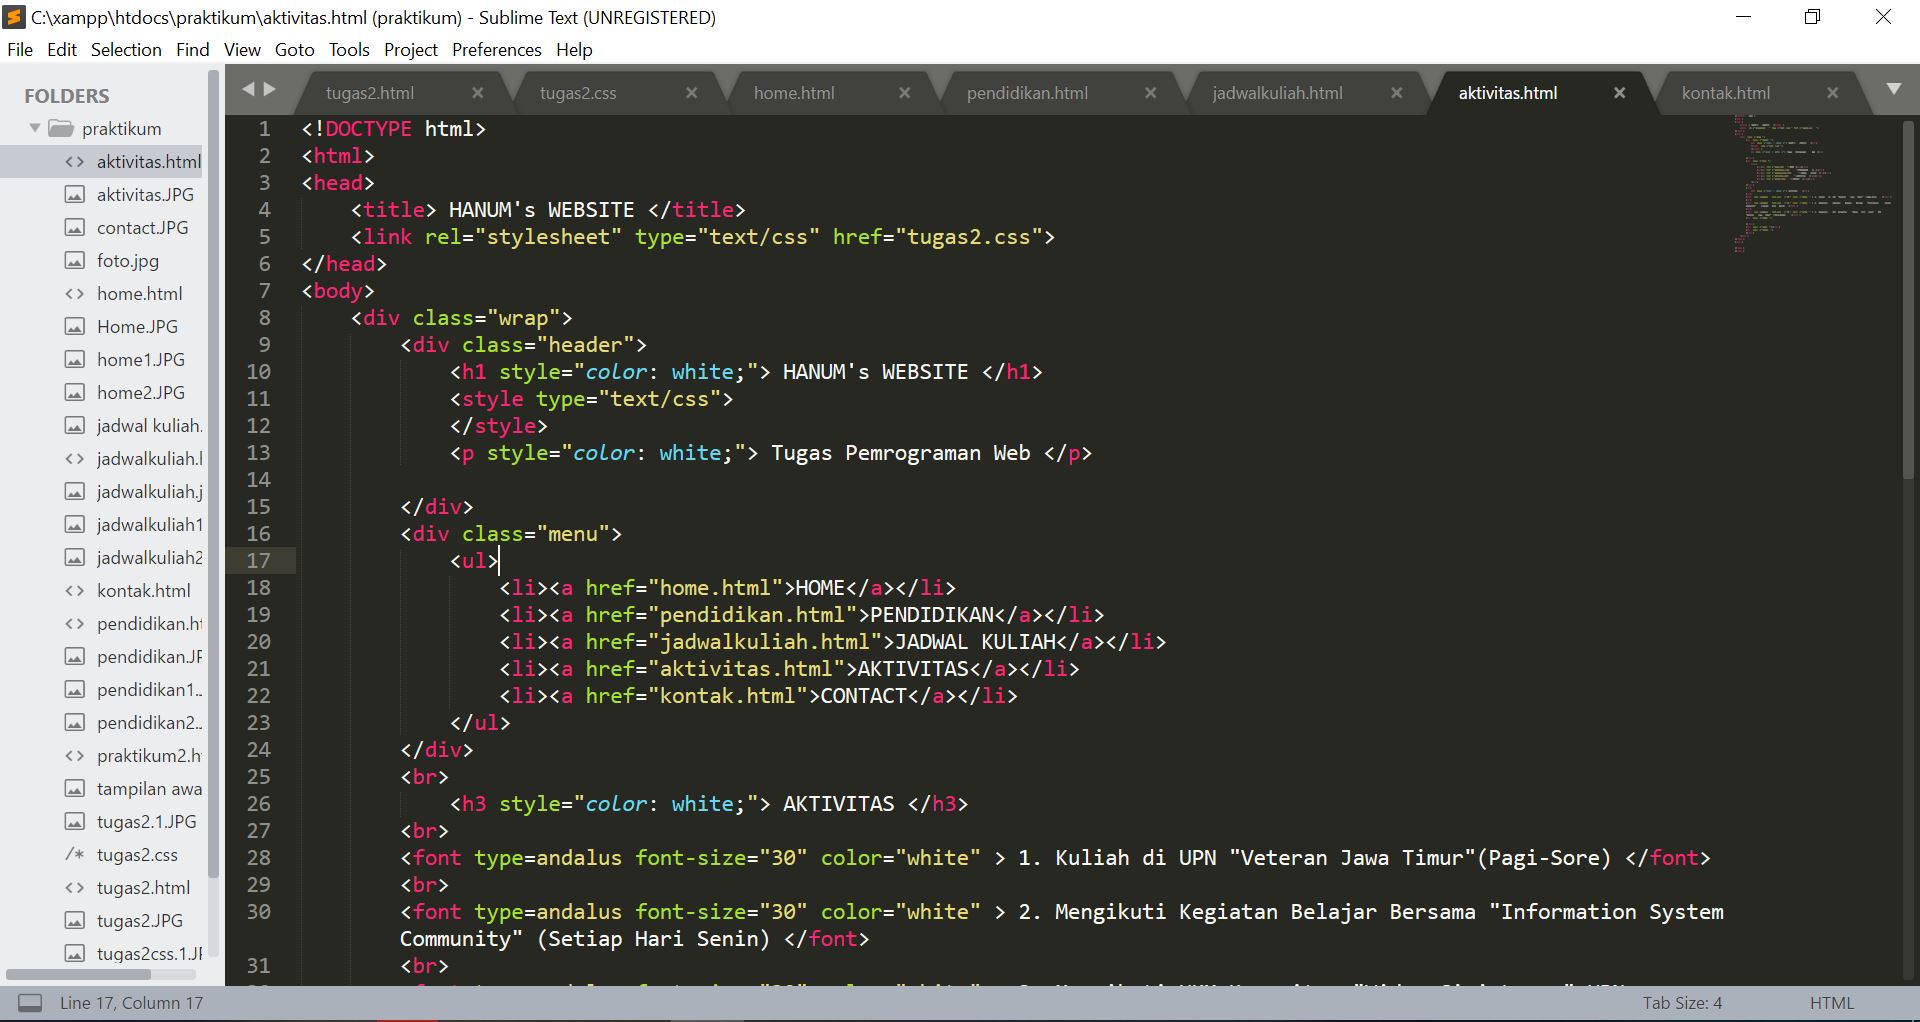 C:\xampp\htdocs\praktikum\aktivitas.html (praktikum) - Sublime Text (UNREGISTERED)
File Edit Selection Find View Goto Tools Project Preferences Help
FOLDERS
praktikum
aktivitas.html
aktivitas.JPG
contact.JPG
foto.jpg
home.html
Home.JPG
home1.JPG
home2.JPG
jadwal kuliah.
jadwalkuliah.
jadwalkuliah.j
jadwalkuliah1
jadwalkuliah2
kontak.html
pendidikan.ht
pendidikan.JP
pendidikan1..
pendidikan2..
praktikum2.h
tampilan awa
tugas2.1.JPG
/* tugas2.css
tugas2.html
tugas2.JPG
tugas2css.1.J
tugas2.html tugas2.css home.html pendidikan.html jadwalkuliah.html aktivitas.html kontak.html
1 <!DOCTYPE html>
2 <html>
3 <head>
4 <title> HANUM's WEBSITE </title>
5 <link rel="stylesheet" type="text/css" href="tugas2.css">
6 </head>
7 <body>
8 <div class="wrap">
9 <div class="header">
10 <h1 style="color: white;"> HANUM's WEBSITE </h1>
11 <style type="text/css">
12 </style>
13 <p style="color: white;"> Tugas Pemrograman Web </p>
14
15 </div>
16 <div class="menu">
17 <ul>
18 <li><a href="home.html">HOME</a></li>
19 <li><a href="pendidikan.html">PENDIDIKAN</a></li>
20 <li><a href="jadwalkuliah.html">JADWAL KULIAH</a></li>
21 <li><a href="aktivitas.html">AKTIVITAS</a></li>
22 <li><a href="kontak.html">CONTACT</a></li>
23 </ul>
24 </div>
25 <br>
26 <h3 style="color: white;"> AKTIVITAS </h3>
27 <br>
28 <font type=andalus font-size="30" color="white" > 1. Kuliah di UPN "Veteran Jawa Timur"(Pagi-Sore) </font>
29 <br>
30 <font type=andalus font-size="30" color="white" > 2. Mengikuti Kegiatan Belajar Bersama "Information System
Community" (Setiap Hari Senin) </font>
31 <br>
Line 17, Column 17
Tab Size: 4
HTML